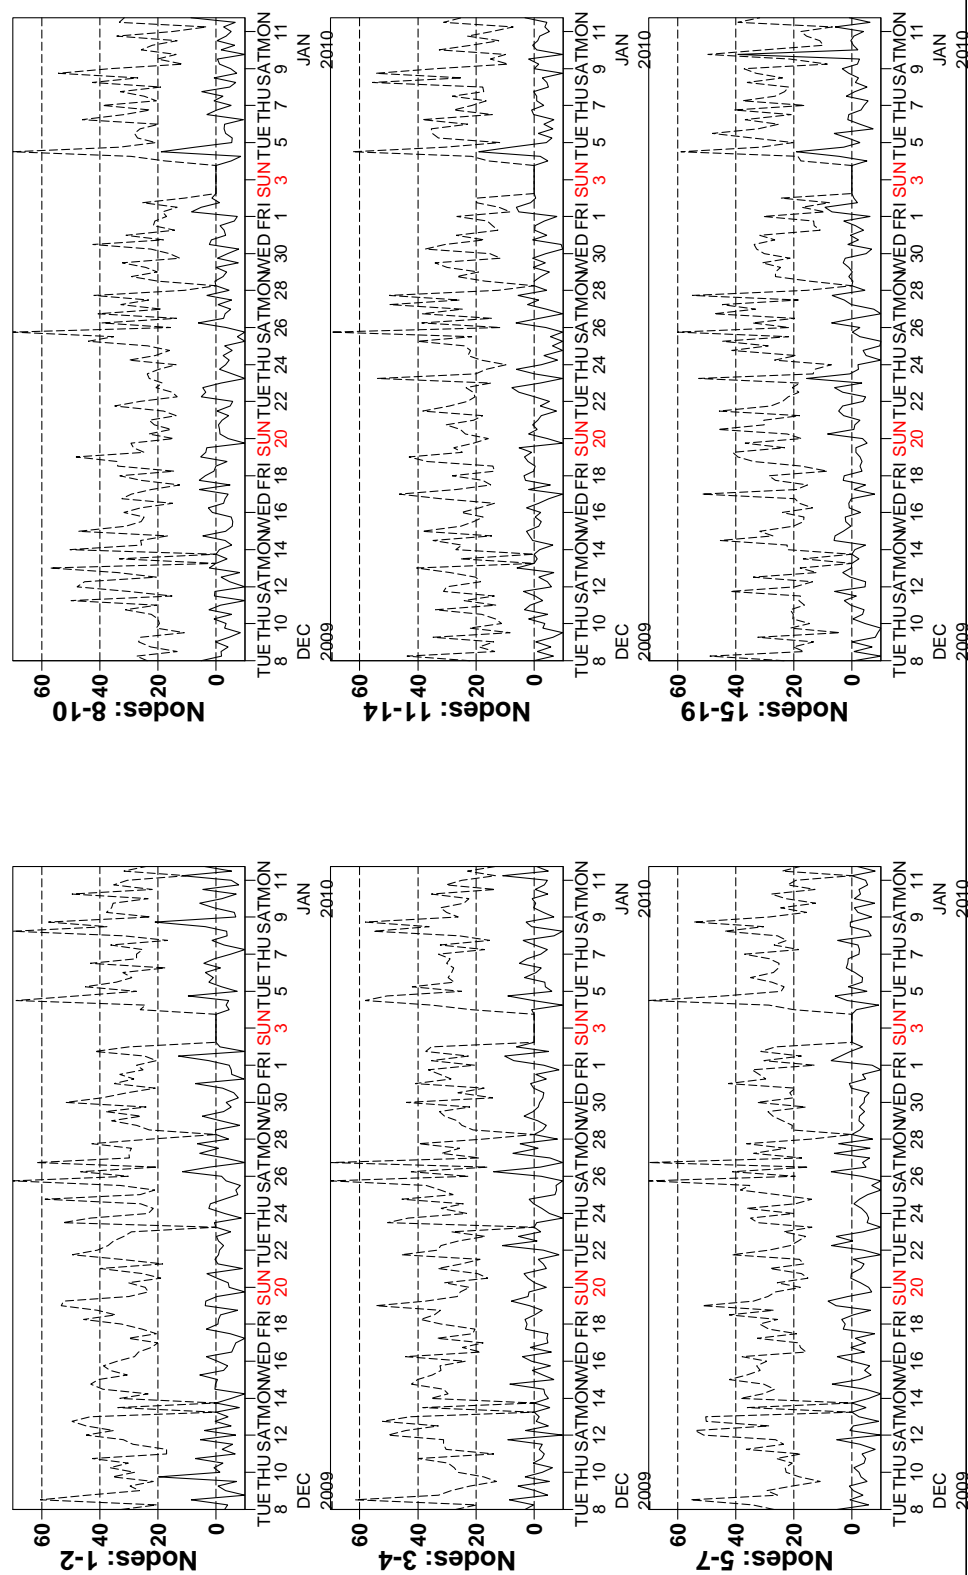 Nodes: 1-2
60
40
20
0
TUE THU SAT MON WED FRI SUN TUE THU SAT MON WED FRI SUN TUE THU SAT MON
8 10 12 14 16 18 20 22 24 26 28 30 1 3 5 7 9 11
DEC JAN
2009 2010
Nodes: 3-4
60
40
20
0
TUE THU SAT MON WED FRI SUN TUE THU SAT MON WED FRI SUN TUE THU SAT MON
8 10 12 14 16 18 20 22 24 26 28 30 1 3 5 7 9 11
DEC JAN
2009 2010
Nodes: 5-7
60
40
20
0
TUE THU SAT MON WED FRI SUN TUE THU SAT MON WED FRI SUN TUE THU SAT MON
8 10 12 14 16 18 20 22 24 26 28 30 1 3 5 7 9 11
DEC JAN
2009 2010
Nodes: 8-10
60
40
20
0
TUE THU SAT MON WED FRI SUN TUE THU SAT MON WED FRI SUN TUE THU SAT MON
8 10 12 14 16 18 20 22 24 26 28 30 1 3 5 7 9 11
DEC JAN
2009 2010
Nodes: 11-14
60
40
20
0
TUE THU SAT MON WED FRI SUN TUE THU SAT MON WED FRI SUN TUE THU SAT MON
8 10 12 14 16 18 20 22 24 26 28 30 1 3 5 7 9 11
DEC JAN
2009 2010
Nodes: 15-19
60
40
20
0
TUE THU SAT MON WED FRI SUN TUE THU SAT MON WED FRI SUN TUE THU SAT MON
8 10 12 14 16 18 20 22 24 26 28 30 1 3 5 7 9 11
DEC JAN
2009 2010